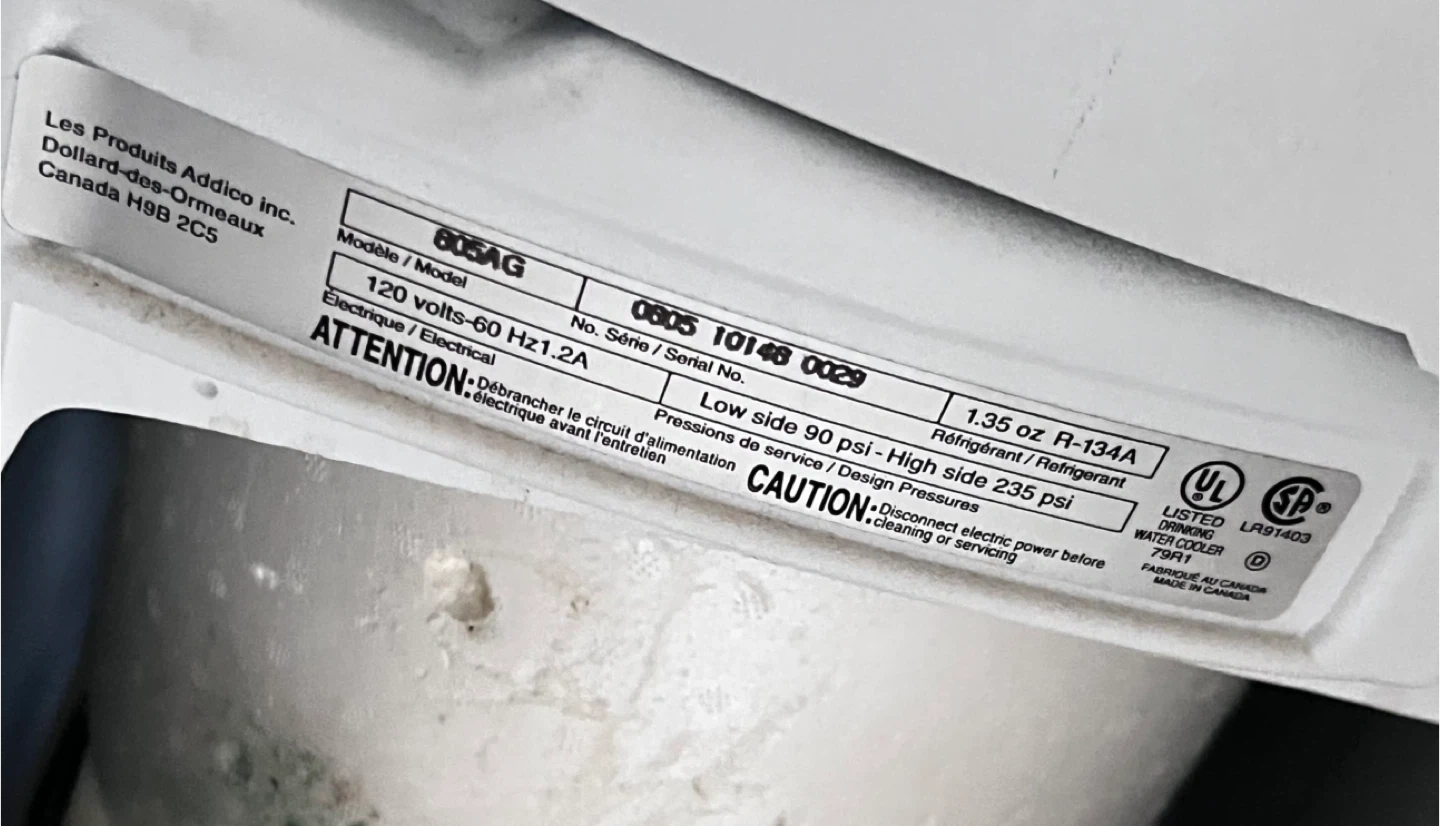 Les Produits Addico inc.
Dollard-des-Ormeaux
Canada H9B 2C5
605AG
Modèle / Model
0605 10146 0029
No. Série / Serial No.
1.35 oz R-134A
Réfrigérant / Refrigerant
120 volts-60 Hz1.2A
Électrique / Electrical
Low side 90 psi - High side 235 psi
Pressions de service / Design Pressures
ATTENTION: Débrancher le circuit d'alimentation
électrique avant l'entretien
CAUTION: Disconnect electric power before
cleaning or servicing
UL
®
LISTED
DRINKING
WATER COOLER
79R1
SA ®
LR91403
D
FABRIQUÉ AU CANADA
MADE IN CANADA